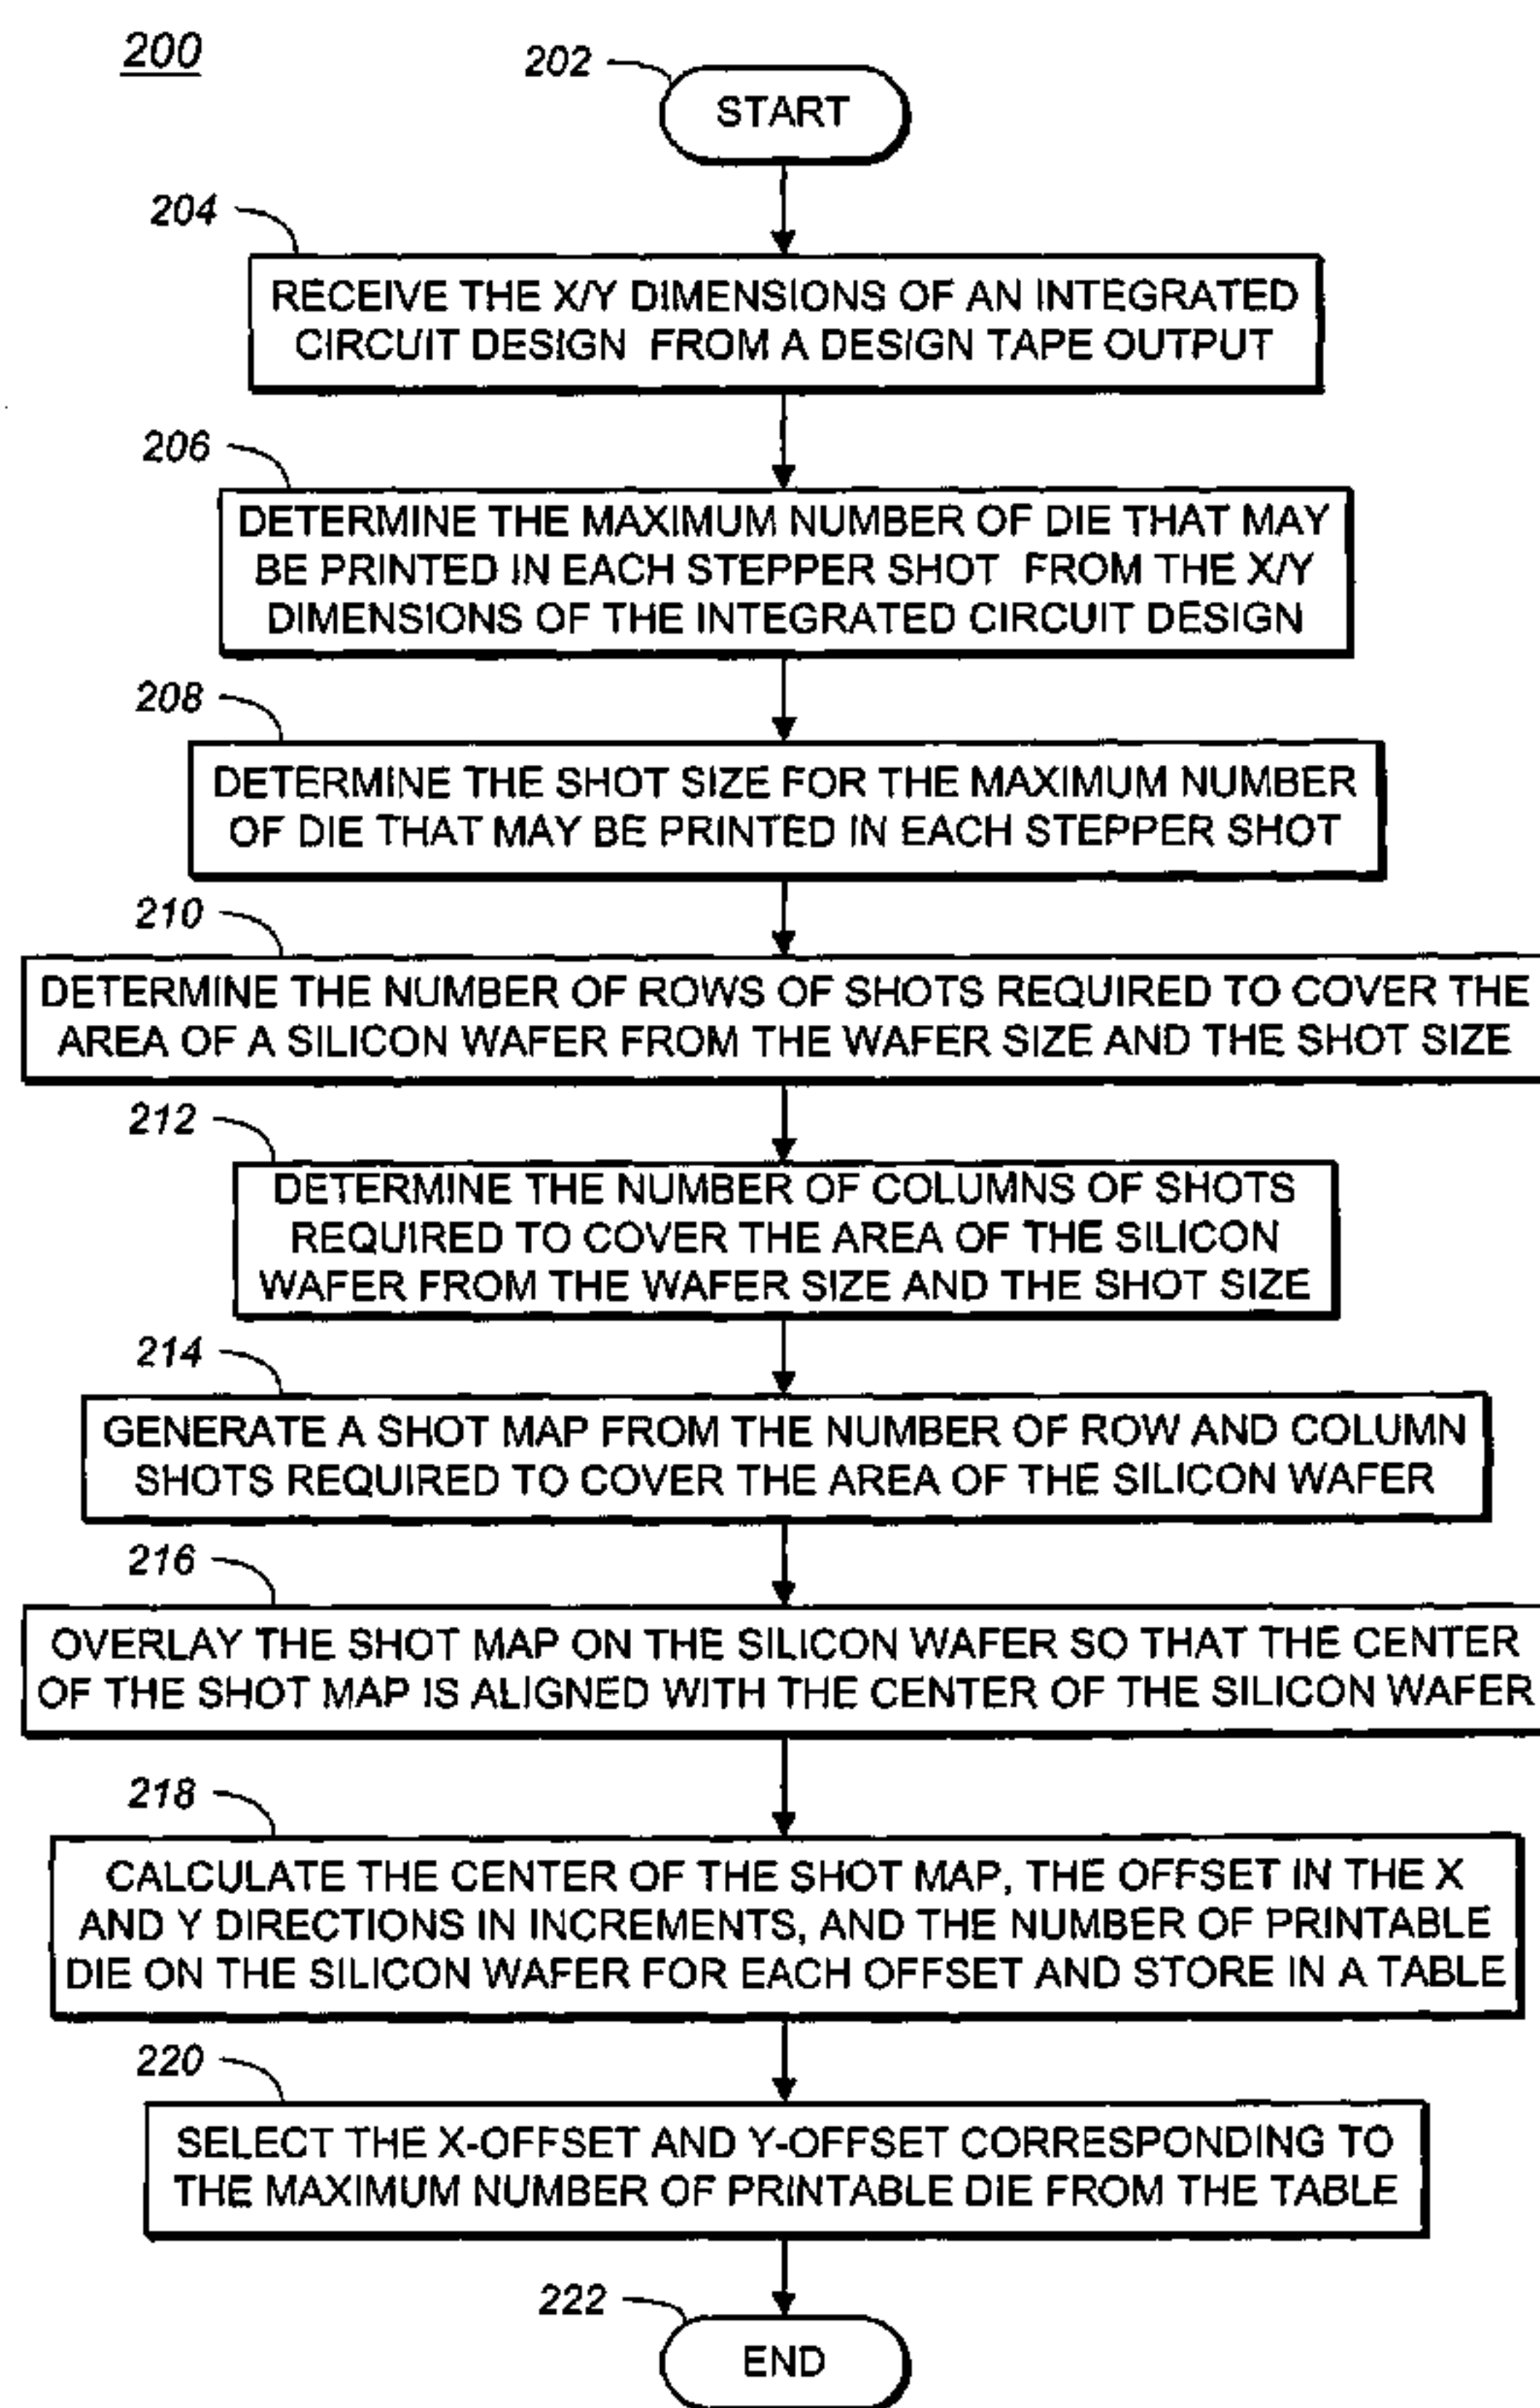 200
202
START
204
RECEIVE THE X/Y DIMENSIONS OF AN INTEGRATED
CIRCUIT DESIGN FROM A DESIGN TAPE OUTPUT
206
DETERMINE THE MAXIMUM NUMBER OF DIE THAT MAY
BE PRINTED IN EACH STEPPER SHOT FROM THE X/Y
DIMENSIONS OF THE INTEGRATED CIRCUIT DESIGN
208
DETERMINE THE SHOT SIZE FOR THE MAXIMUM NUMBER
OF DIE THAT MAY BE PRINTED IN EACH STEPPER SHOT
210
DETERMINE THE NUMBER OF ROWS OF SHOTS REQUIRED TO COVER THE
AREA OF A SILICON WAFER FROM THE WAFER SIZE AND THE SHOT SIZE
212
DETERMINE THE NUMBER OF COLUMNS OF SHOTS
REQUIRED TO COVER THE AREA OF THE SILICON
WAFER FROM THE WAFER SIZE AND THE SHOT SIZE
214
GENERATE A SHOT MAP FROM THE NUMBER OF ROW AND COLUMN
SHOTS REQUIRED TO COVER THE AREA OF THE SILICON WAFER
216
OVERLAY THE SHOT MAP ON THE SILICON WAFER SO THAT THE CENTER
OF THE SHOT MAP IS ALIGNED WITH THE CENTER OF THE SILICON WAFER
218
CALCULATE THE CENTER OF THE SHOT MAP, THE OFFSET IN THE X
AND Y DIRECTIONS IN INCREMENTS, AND THE NUMBER OF PRINTABLE
DIE ON THE SILICON WAFER FOR EACH OFFSET AND STORE IN A TABLE
220
SELECT THE X-OFFSET AND Y-OFFSET CORRESPONDING TO
THE MAXIMUM NUMBER OF PRINTABLE DIE FROM THE TABLE
222
END